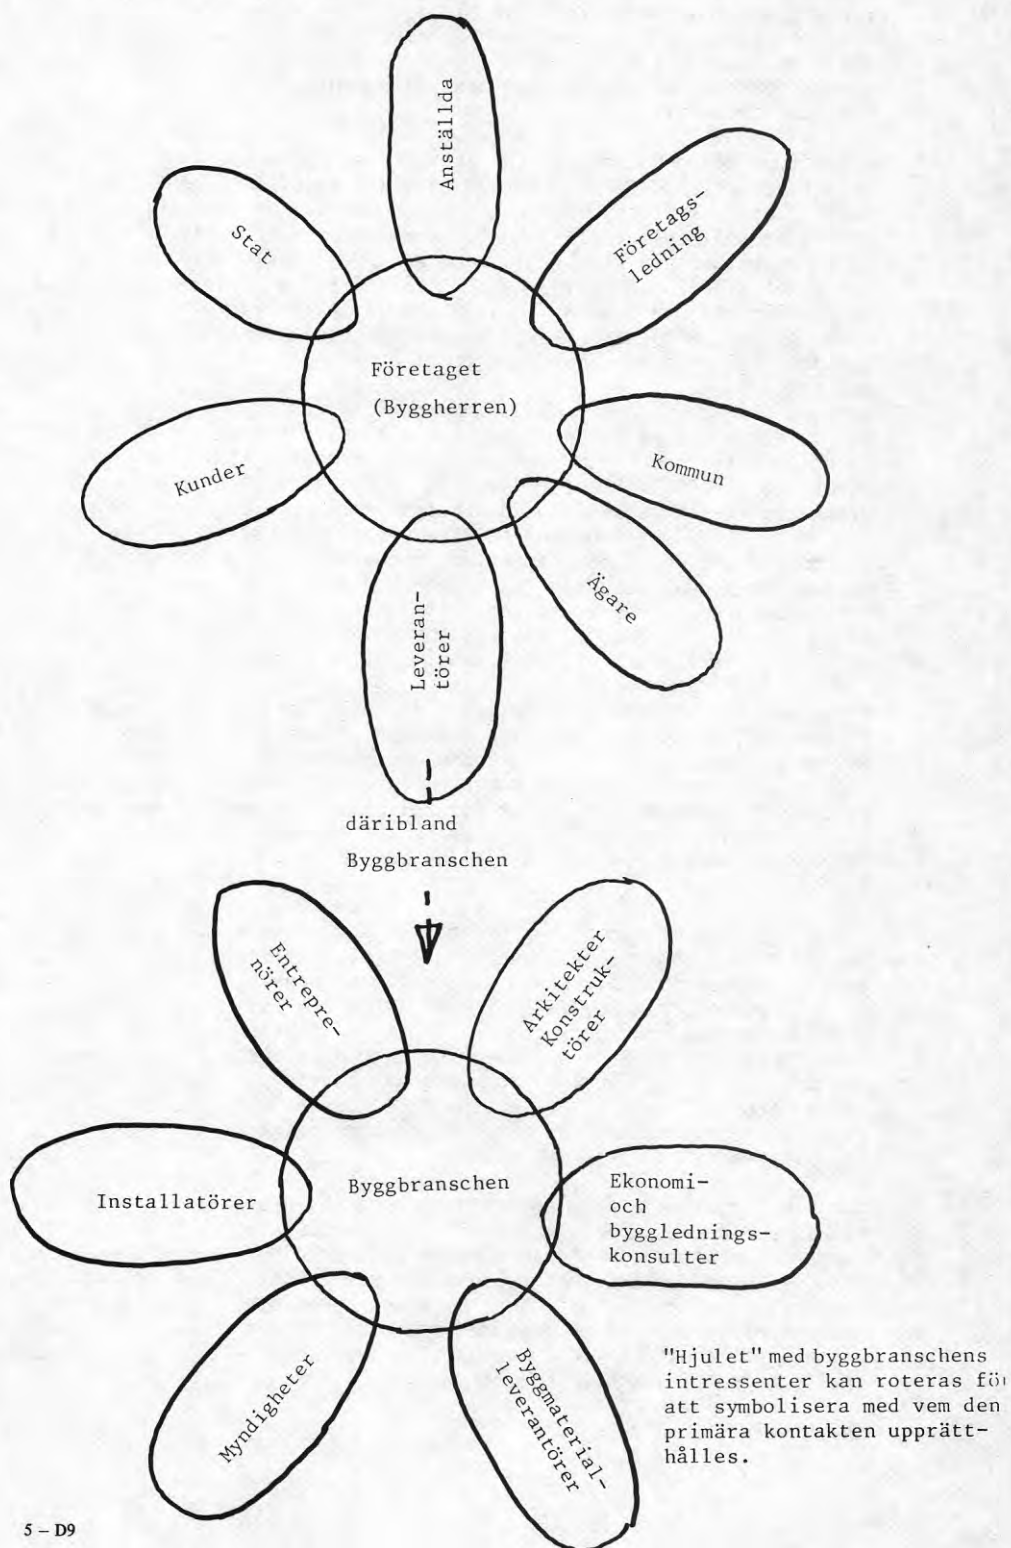 Anställda
Företags-
ledning
Stat
Företaget
(Byggherren)
Kommun
Kunder
Ägare
Leveran-
törer
däribland
Byggbranschen
Entrepre-
nörer
Arkitekter
Konstruk-
törer
Installatörer
Byggbranschen
Ekonomi-
och
bygglednings-
konsulter
Myndigheter
Byggmaterial-
leverantörer
"Hjulet" med byggbranschens
intressenter kan roteras för
att symbolisera med vem den
primära kontakten upprätt-
hålles.
5 – D9